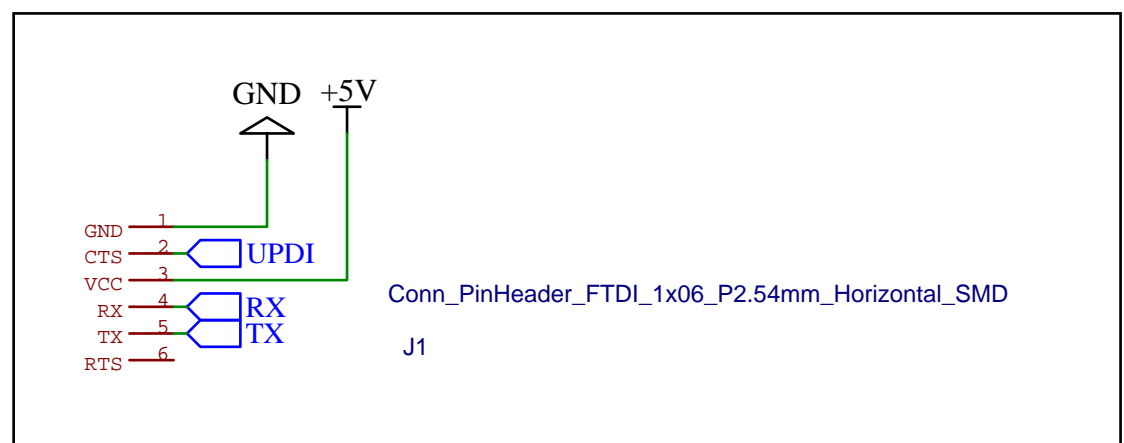 GND +5V
GND 1
CTS 2 UPDI
VCC 3
RX 4 RX
TX 5 TX
RTS 6
Conn_PinHeader_FTDI_1x06_P2.54mm_Horizontal_SMD
J1